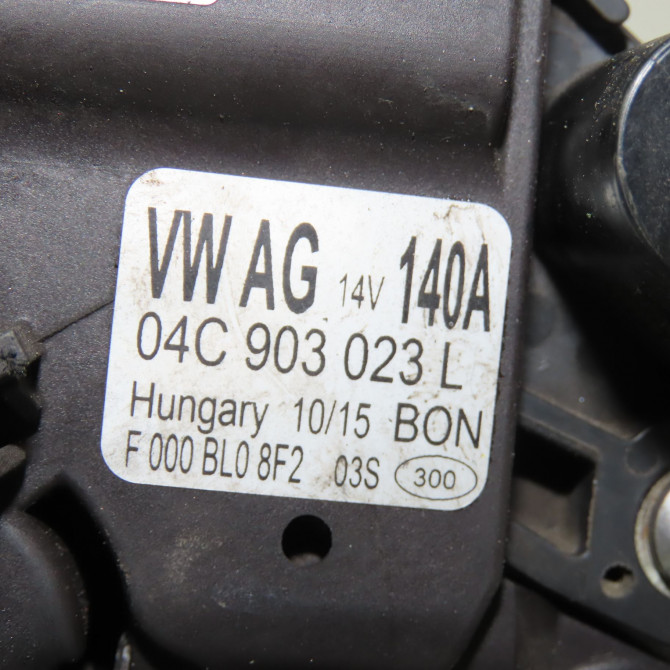 VW AG 14V 140A
04C 903 023 L
Hungary 10/15 BON
F 000 BL0 8F2 03S 300